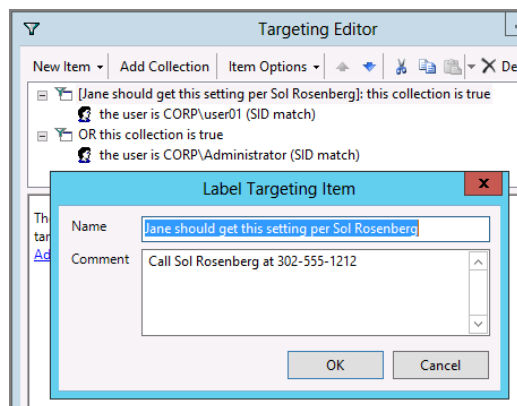 Targeting Editor
New Item Add Collection Item Options
[Jane should get this setting per Sol Rosenberg]: this collection is true
the user is CORP\user01 (SID match)
OR this collection is true
the user is CORP\Administrator (SID match)
Label Targeting Item
x
Name Jane should get this setting per Sol Rosenberg
Comment Call Sol Rosenberg at 302-555-1212
OK Cancel